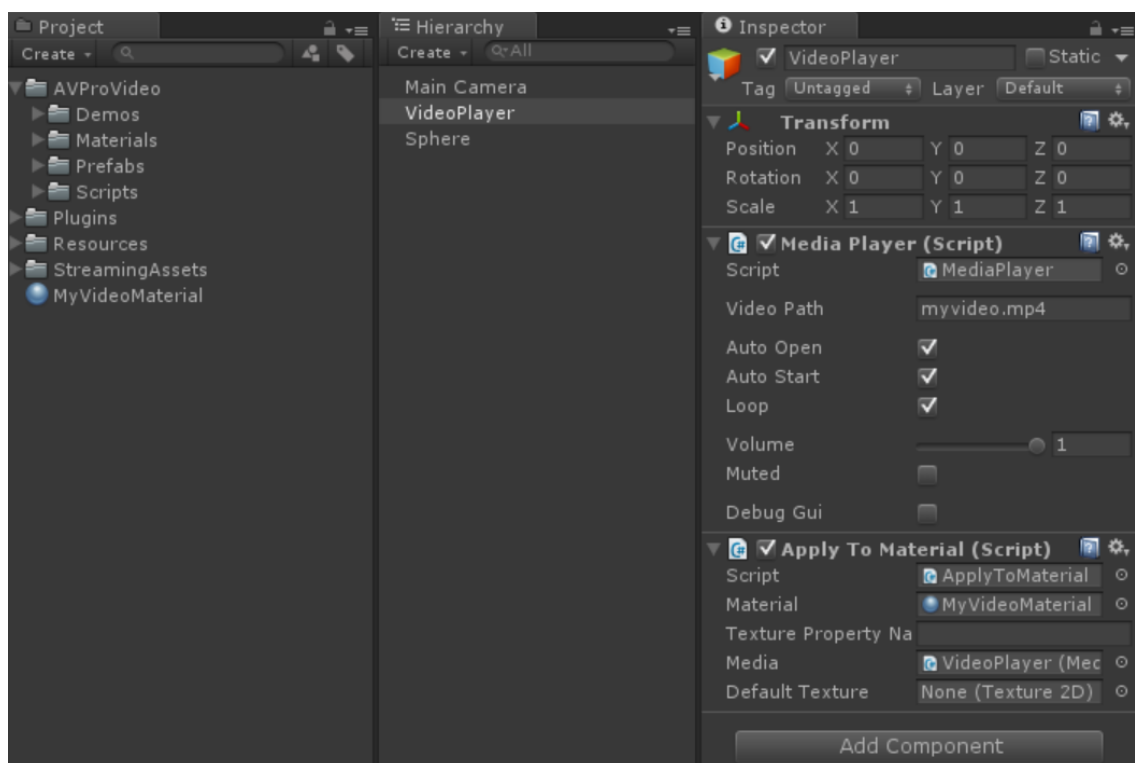 Project
Create
AVProVideo
Demos
Materials
Prefabs
Scripts
Plugins
Resources
StreamingAssets
MyVideoMaterial
Hierarchy
Create All
Main Camera
VideoPlayer
Sphere
Inspector
VideoPlayer Static
Tag Untagged Layer Default
Transform
Position X 0 Y 0 Z 0
Rotation X 0 Y 0 Z 0
Scale X 1 Y 1 Z 1
Media Player (Script)
Script MediaPlayer
Video Path myvideo.mp4
Auto Open
Auto Start
Loop
Volume 1
Muted
Debug Gui
Apply To Material (Script)
Script ApplyToMaterial
Material MyVideoMaterial
Texture Property Na
Media VideoPlayer (Mec
Default Texture None (Texture 2D)
Add Component